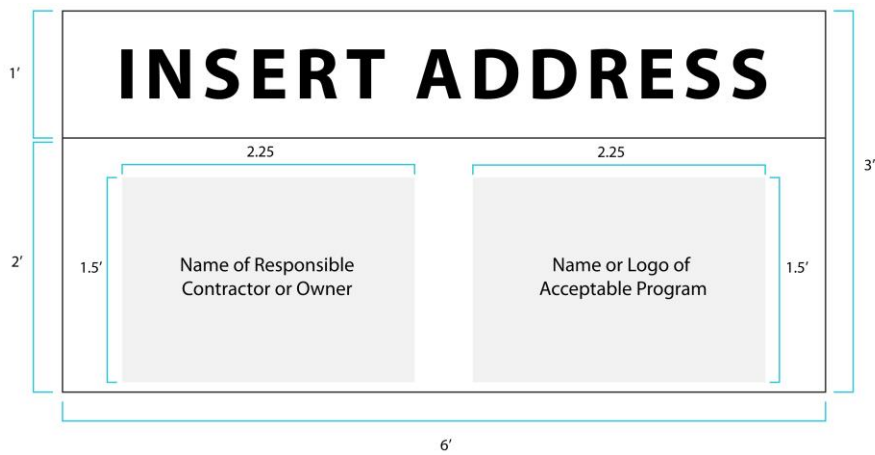 INSERT ADDRESS
1'
2.25
2.25
3'
2'
1.5'
Name of Responsible
Contractor or Owner
Name or Logo of
Acceptable Program
1.5'
6'